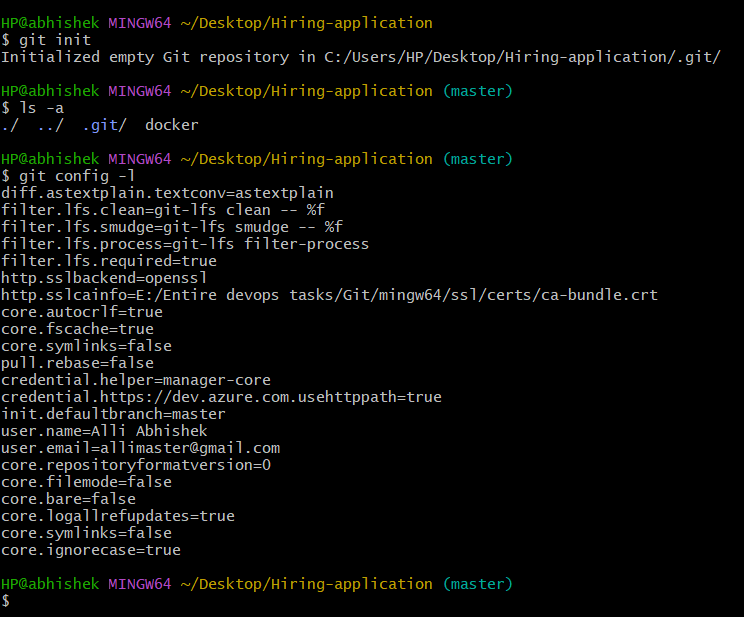 HP@abhishek MINGW64 ~/Desktop/Hiring-application
$ git init
Initialized empty Git repository in C:/Users/HP/Desktop/Hiring-application/.git/
HP@abhishek MINGW64 ~/Desktop/Hiring-application (master)
$ ls -a
./  ../  .git/  docker
HP@abhishek MINGW64 ~/Desktop/Hiring-application (master)
$ git config -l
diff.astextplain.textconv=astextplain
filter.lfs.clean=git-lfs clean -- %f
filter.lfs.smudge=git-lfs smudge -- %f
filter.lfs.process=git-lfs filter-process
filter.lfs.required=true
http.sslbackend=openssl
http.sslcainfo=E:/Entire devops tasks/Git/mingw64/ssl/certs/ca-bundle.crt
core.autocrlf=true
core.fscache=true
core.symlinks=false
pull.rebase=false
credential.helper=manager-core
credential.https://dev.azure.com.usehttppath=true
init.defaultbranch=master
user.name=Alli Abhishek
user.email=allimaster@gmail.com
core.repositoryformatversion=0
core.filemode=false
core.bare=false
core.logallrefupdates=true
core.symlinks=false
core.ignorecase=true
HP@abhishek MINGW64 ~/Desktop/Hiring-application (master)
$